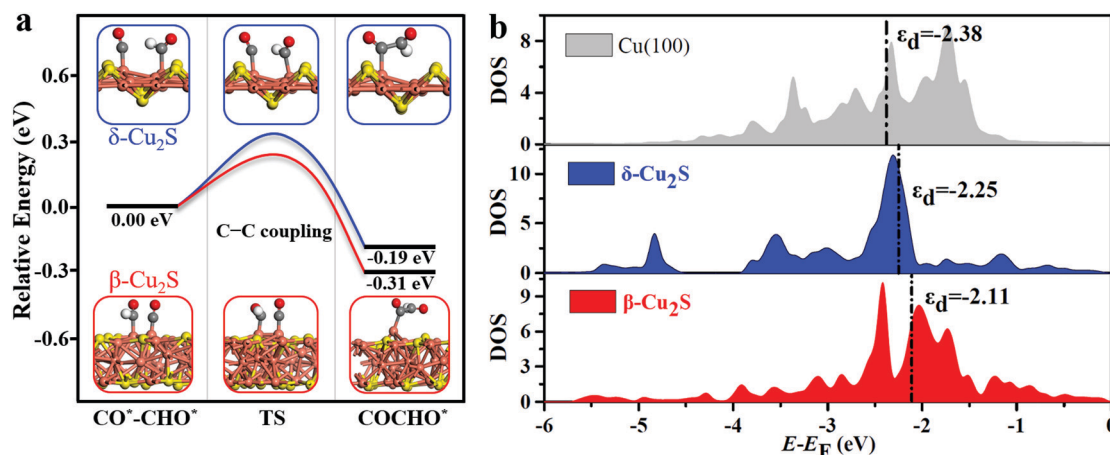 a
Relative Energy (eV)
0.6
0.3
0.0
-0.3
-0.6
δ-Cu₂S
0.00 eV
C−C coupling
-0.19 eV
-0.31 eV
β-Cu₂S
CO*-CHO*
TS
COCHO*
b
DOS
8
4
0
Cu(100)
εd=-2.38
DOS
10
5
0
δ-Cu₂S
εd=-2.25
DOS
9
6
3
0
β-Cu₂S
εd=-2.11
-6
-5
-4
-3
-2
-1
0
E-EF (eV)